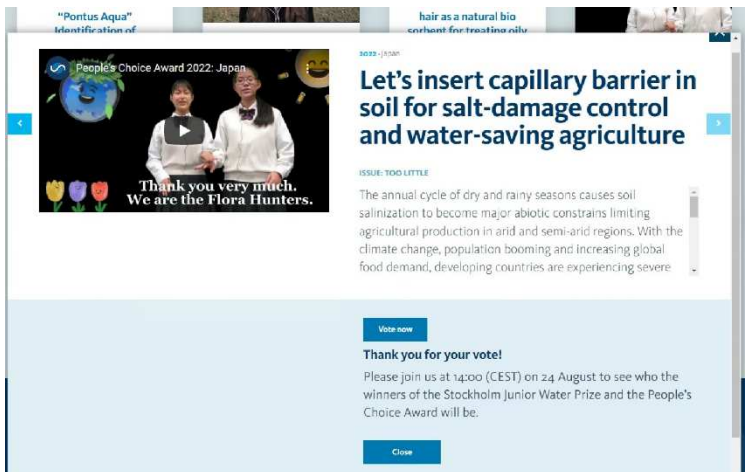 “Pontus Aqua”
Identification of
hair as a natural bio
sorbent for treating oily
People's Choice Award 2022: Japan
Thank you very much.
We are the Flora Hunters.
2022 - Japan
Let’s insert capillary barrier in
soil for salt-damage control
and water-saving agriculture
ISSUE: TOO LITTLE
The annual cycle of dry and rainy seasons causes soil
salinization to become major abiotic constrains limiting
agricultural production in arid and semi-arid regions. With the
climate change, population booming and increasing global
food demand, developing countries are experiencing severe
Vote now
Thank you for your vote!
Please join us at 14:00 (CEST) on 24 August to see who the
winners of the Stockholm Junior Water Prize and the People’s
Choice Award will be.
Close